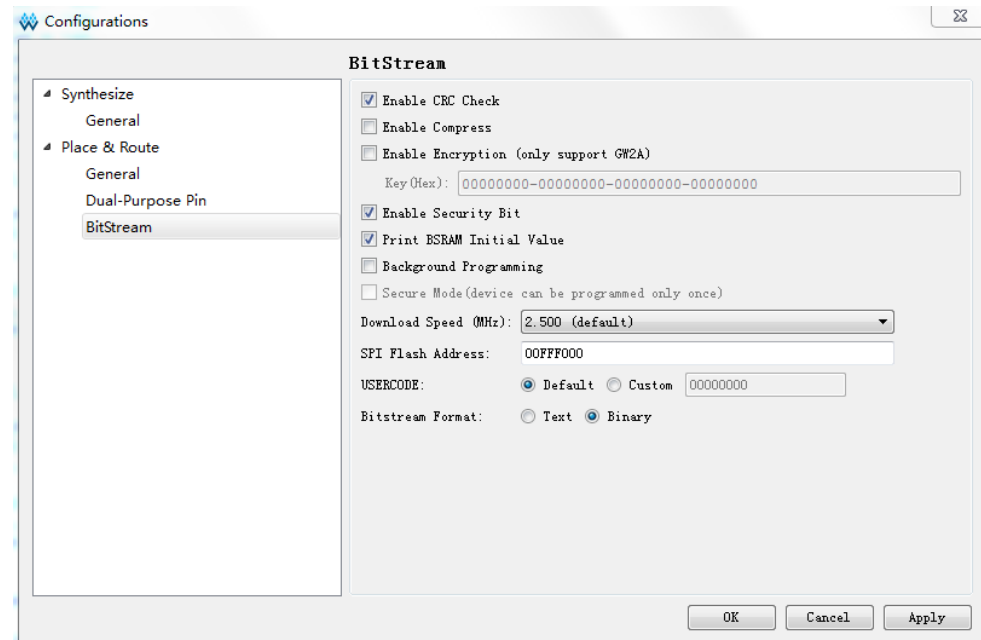 Configurations
BitStream
Synthesize
General
Place & Route
General
Dual-Purpose Pin
BitStream
Enable CRC Check
Enable Compress
Enable Encryption (only support GW2A)
Key(Hex): 00000000-00000000-00000000-00000000
Enable Security Bit
Print BSRAM Initial Value
Background Programming
Secure Mode(device can be programmed only once)
Download Speed (MHz): 2.500 (default)
SPI Flash Address: 00FFF000
USERCODE: Default Custom 00000000
Bitstream Format: Text Binary
OK Cancel Apply